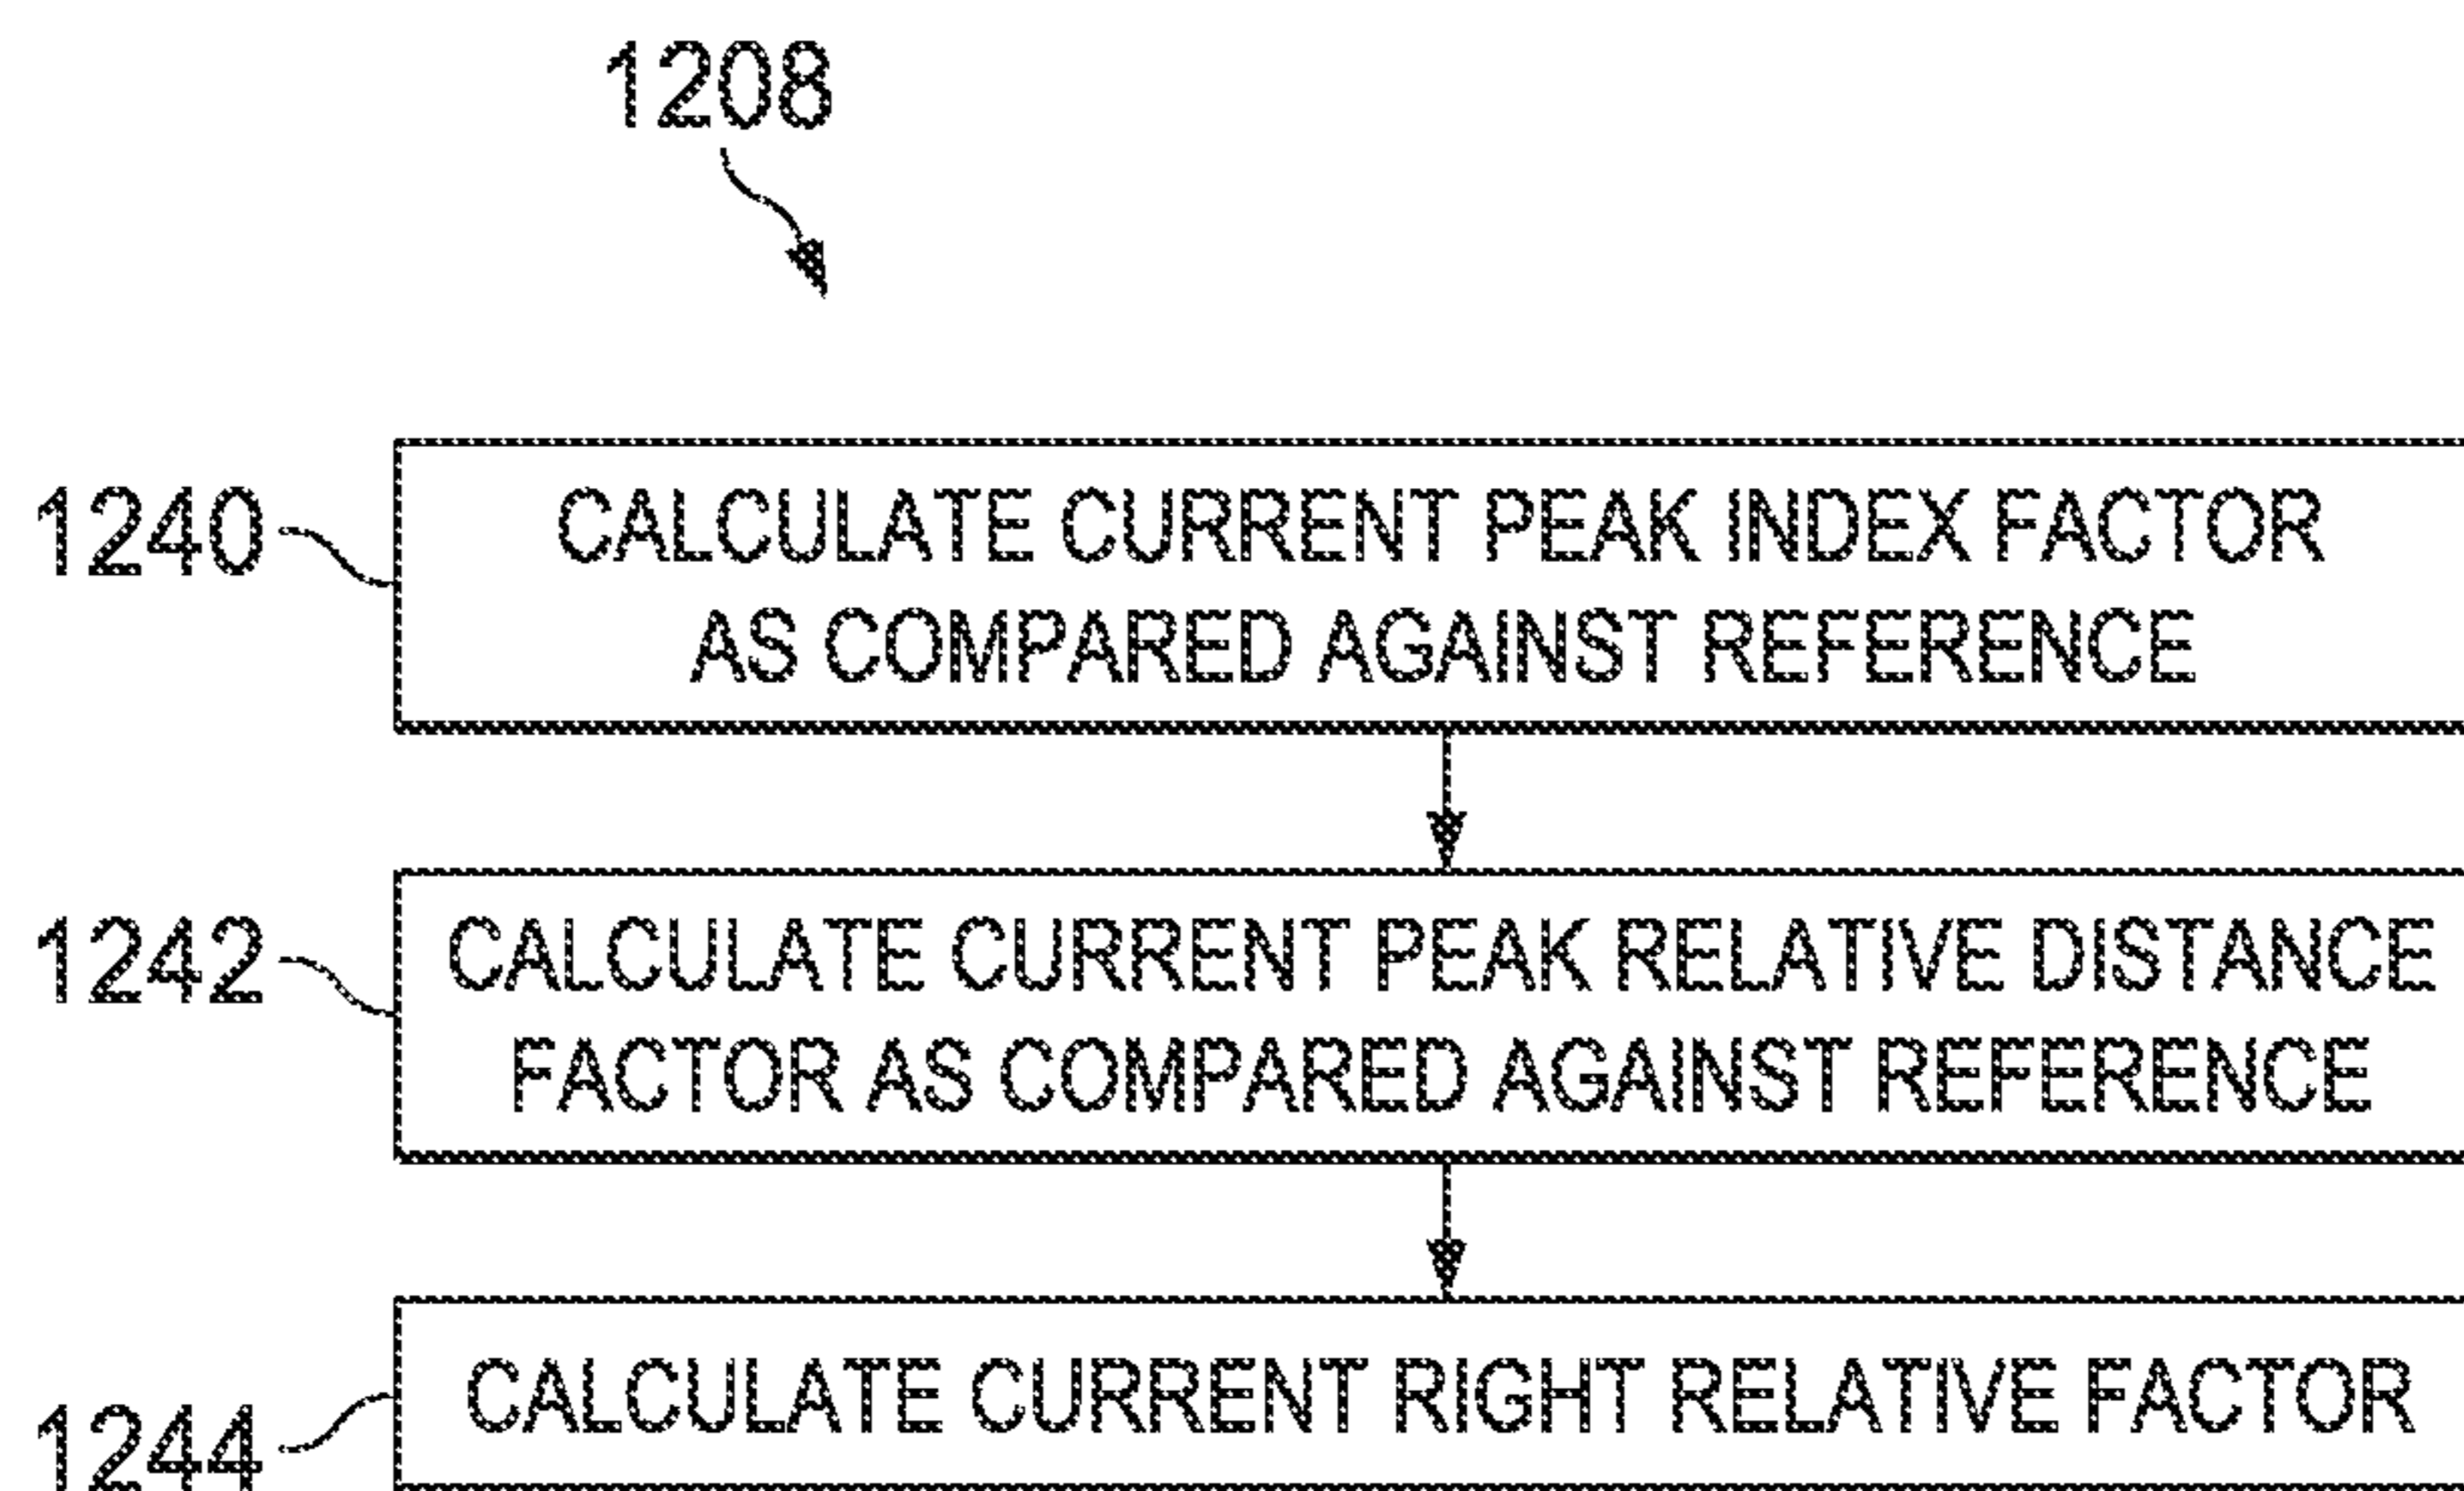 1208
1240
CALCULATE CURRENT PEAK INDEX FACTOR
AS COMPARED AGAINST REFERENCE
1242
CALCULATE CURRENT PEAK RELATIVE DISTANCE
FACTOR AS COMPARED AGAINST REFERENCE
1244
CALCULATE CURRENT RIGHT RELATIVE FACTOR